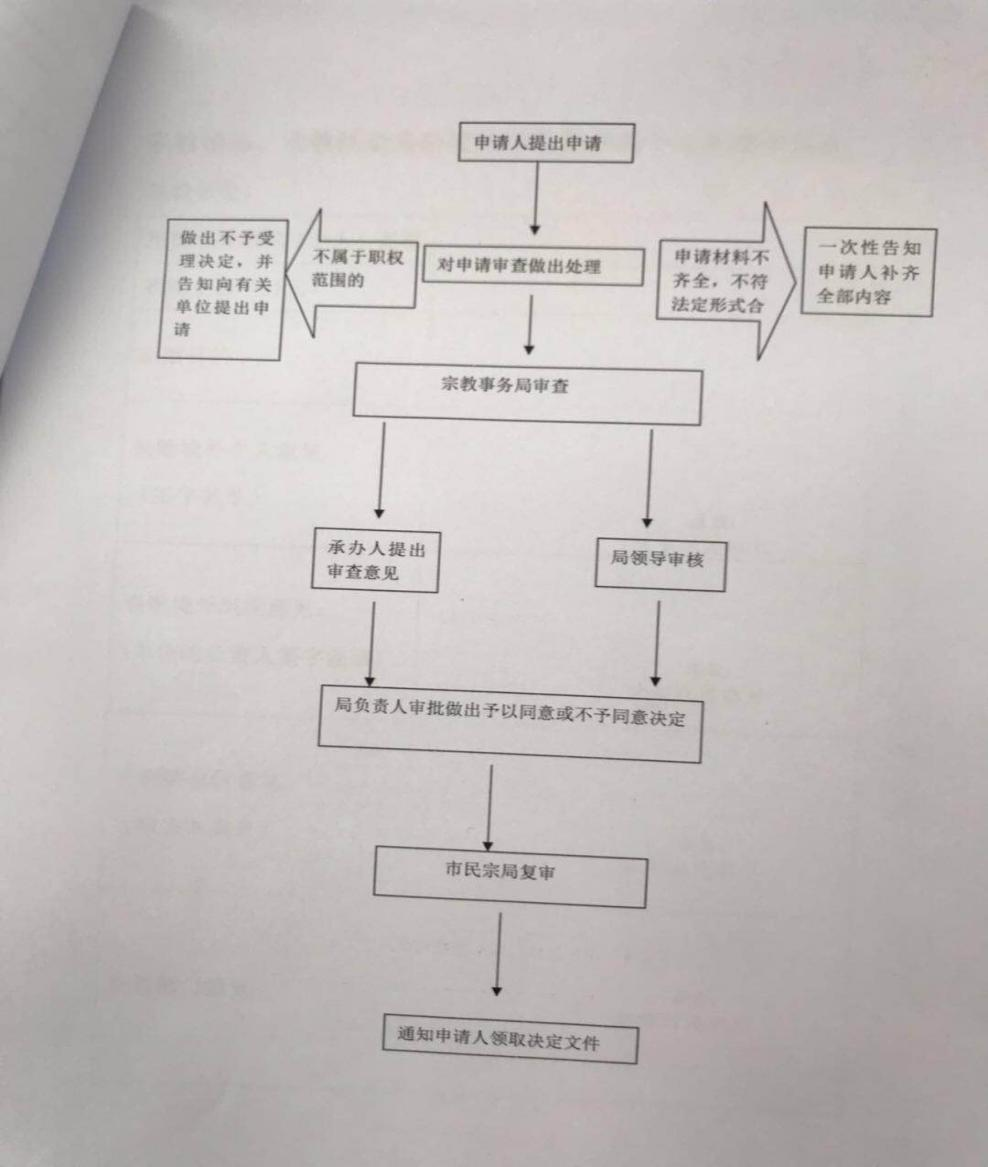 申请人提出申请
做出不予受
理决定，并
告知向有关
单位提出申
请
不属于职权
范围的
对申请审查做出处理
申请材料不
齐全，不符
法定形式合
一次性告知
申请人补齐
全部内容
宗教事务局审查
承办人提出
审查意见
局领导审核
局负责人审批做出予以同意或不予同意决定
市民宗局复审
通知申请人领取决定文件